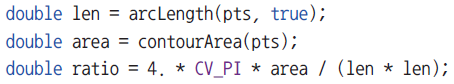 double len = arcLength(pts, true);
double area = contourArea(pts);
double ratio = 4. * CV_PI * area / (len * len);